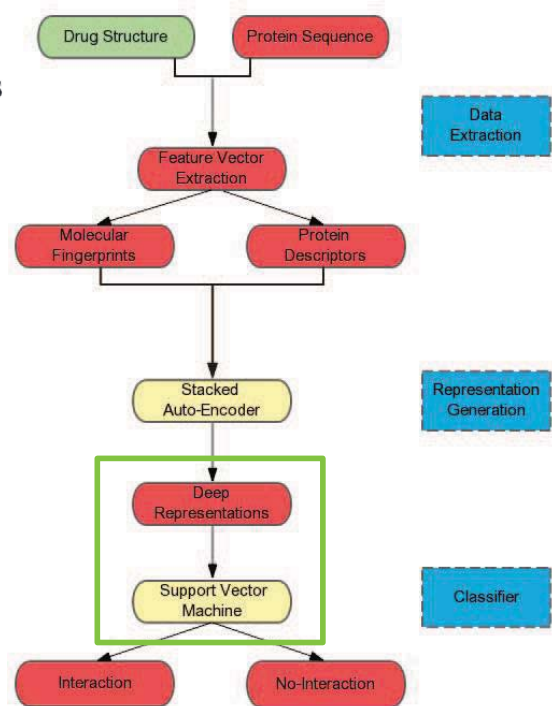 Drug Structure
Protein Sequence
Data
Extraction
Feature Vector
Extraction
Molecular
Fingerprints
Protein
Descriptors
Stacked
Auto-Encoder
Representation
Generation
Deep
Representations
Support Vector
Machine
Classifier
Interaction
No-Interaction